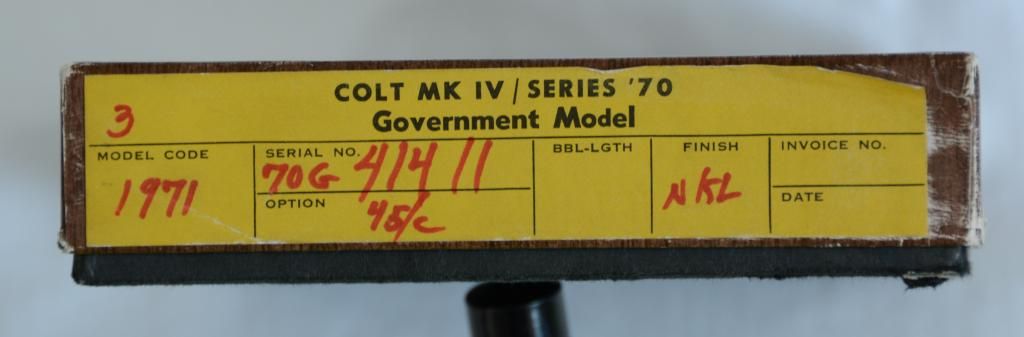 COLT MK IV / SERIES '70
Government Model
3
MODEL CODE
1971
SERIAL NO.
70G 41411
OPTION
45/c
BBL-LGTH
FINISH
NKL
INVOICE NO.
DATE